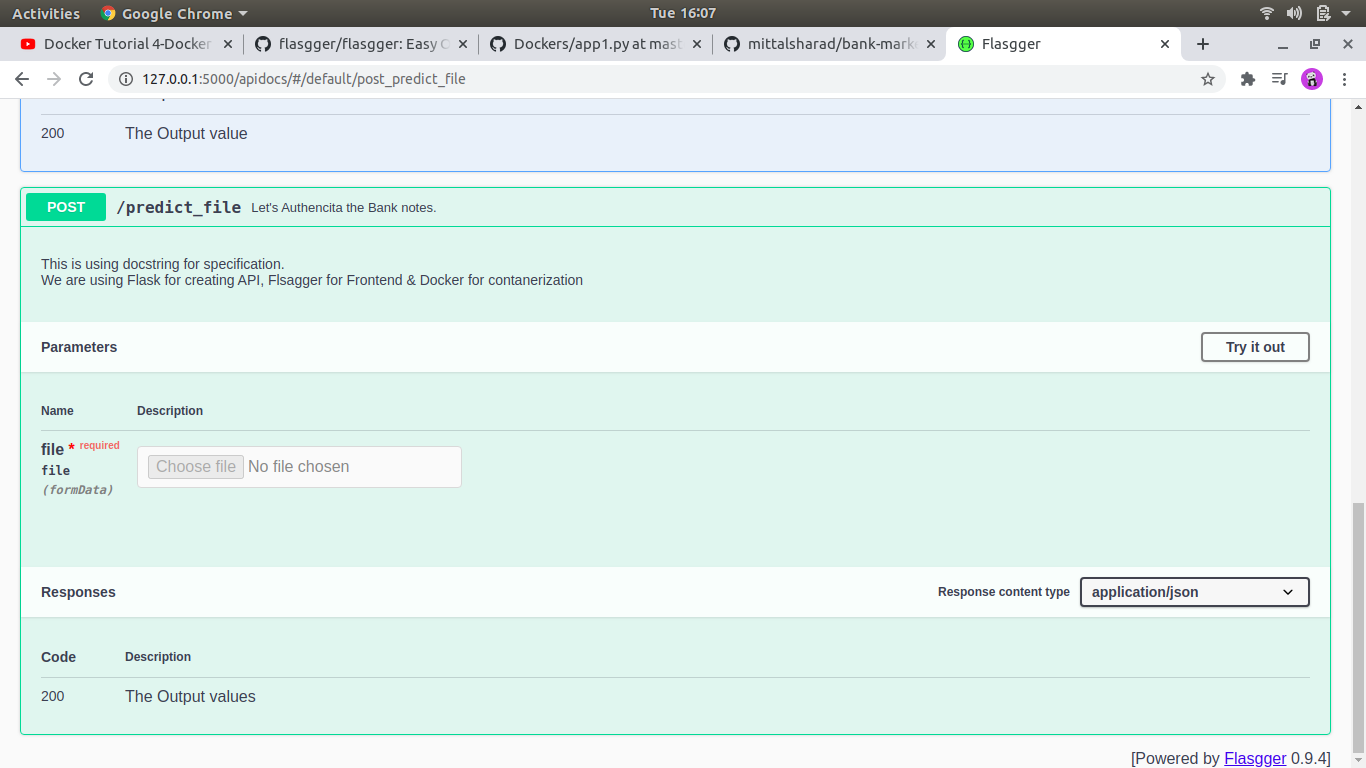 Activities Google Chrome Tue 16:07
Docker Tutorial 4-Docker flasgger/flasgger: Easy Dockers/app1.py at mast mittalsharad/bank-mark Flasgger
127.0.0.1:5000/apidocs/#/default/post_predict_file
200 The Output value
POST /predict_file Let's Authencita the Bank notes.
This is using docstring for specification.
We are using Flask for creating API, Flsagger for Frontend & Docker for contanerization
Parameters Try it out
Name Description
file * required
file
(formData)
Choose file No file chosen
Responses Response content type application/json
Code Description
200 The Output values
[Powered by Flasgger 0.9.4]